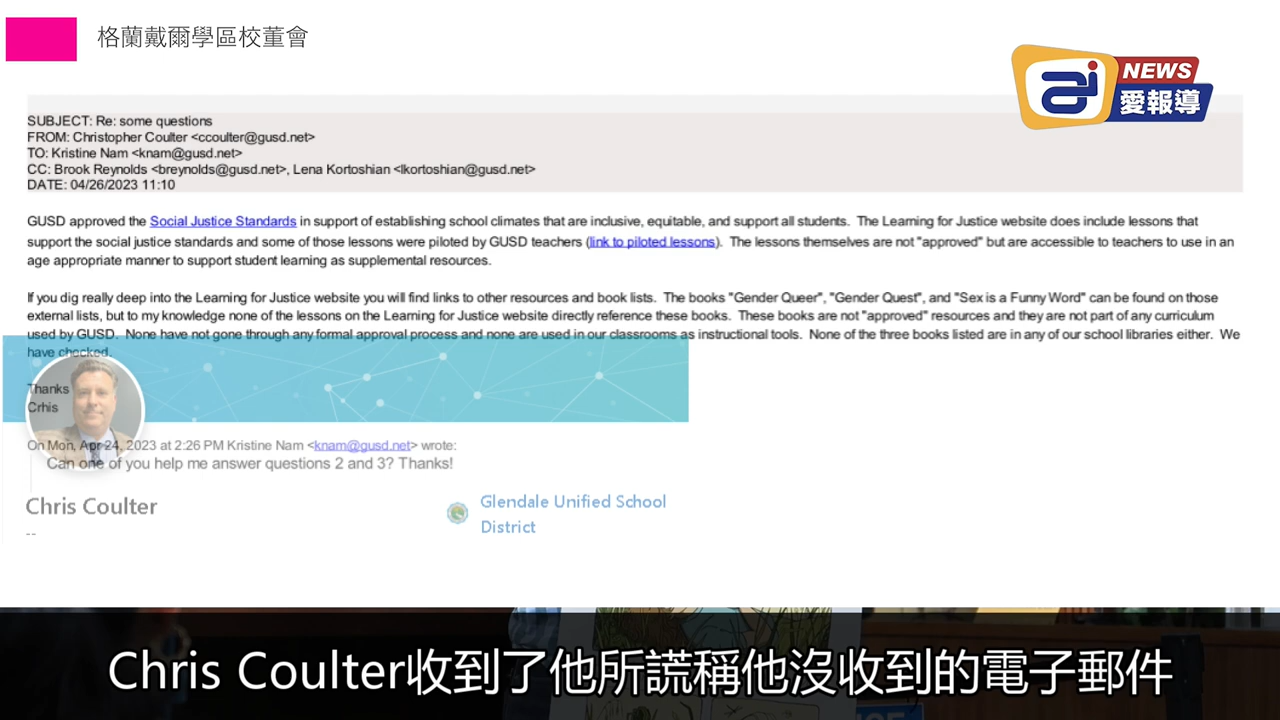 格蘭戴爾學區校董會
ai NEWS
愛報導
SUBJECT: Re: some questions
FROM: Christopher Coulter <ccoulter@gusd.net>
TO: Kristine Nam <knam@gusd.net>
CC: Brook Reynolds <breynolds@gusd.net>, Lena Kortoshian <lkortoshian@gusd.net>
DATE: 04/26/2023 11:10
GUSD approved the Social Justice Standards in support of establishing school climates that are inclusive, equitable, and support all students. The Learning for Justice website does include lessons that
support the social justice standards and some of those lessons were piloted by GUSD teachers (link to piloted lessons). The lessons themselves are not "approved" but are accessible to teachers to use in an
age appropriate manner to support student learning as supplemental resources.
If you dig really deep into the Learning for Justice website you will find links to other resources and book lists. The books "Gender Queer", "Gender Quest", and "Sex is a Funny Word" can be found on those
external lists, but to my knowledge none of the lessons on the Learning for Justice website directly reference these books. These books are not "approved" resources and they are not part of any curriculum
used by GUSD. None have not gone through any formal approval process and none are used in our classrooms as instructional tools. None of the three books listed are in any of our school libraries either. We
have checked.
Thanks
Crhis
On Mon, Apr 24, 2023 at 2:26 PM Kristine Nam <knam@gusd.net> wrote:
Can one of you help me answer questions 2 and 3? Thanks!
Chris Coulter
--
Glendale Unified School
District
Chris Coulter收到了他所謊稱他沒收到的電子郵件